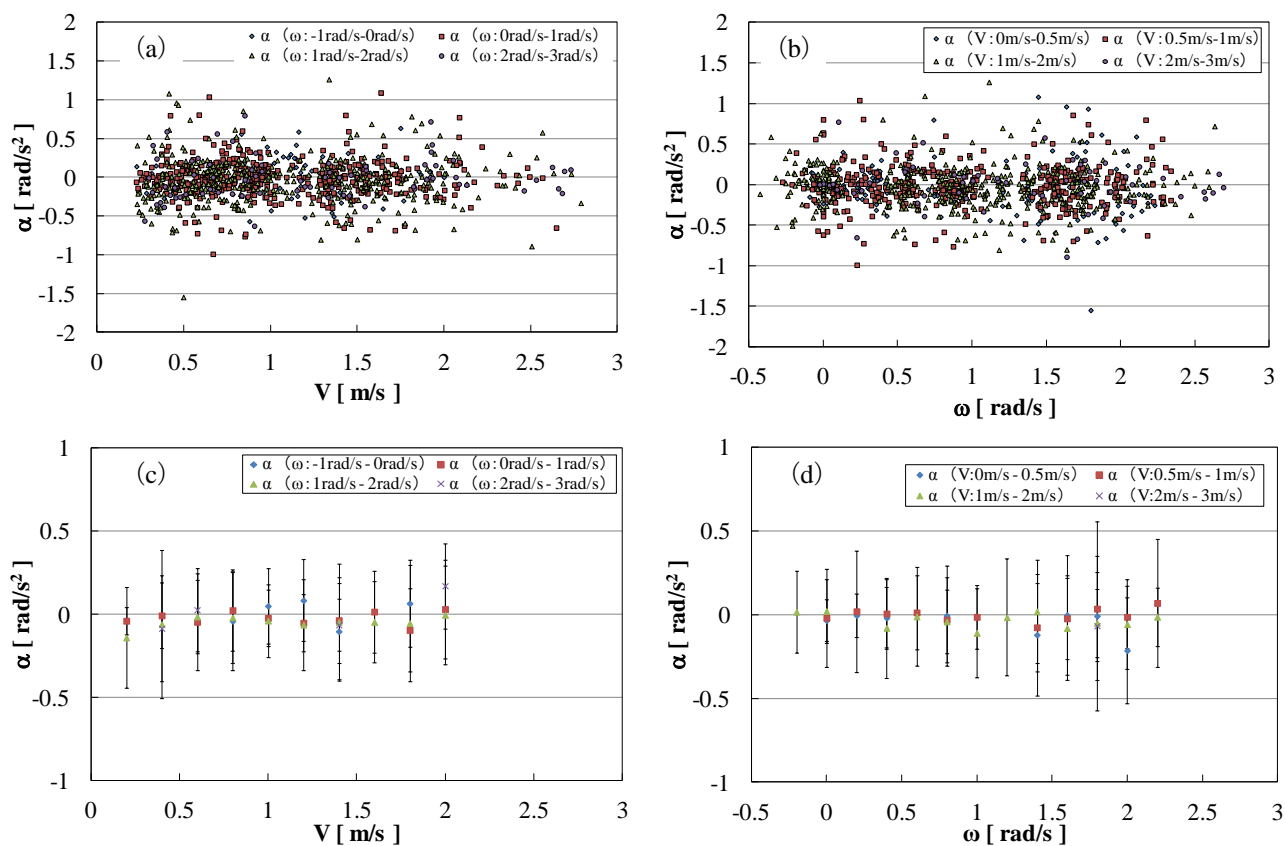 (a)
α (ω: -1rad/s-0rad/s) α (ω:0rad/s-1rad/s)
α (ω: 1rad/s-2rad/s) α (ω:2rad/s-3rad/s)
2
1.5
1
0.5
0
-0.5
-1
-1.5
-2
α [ rad/s²]
0 0.5 1 1.5 2 2.5 3
V [ m/s]
(b)
α (V:0m/s-0.5m/s) α (V:0.5m/s-1m/s)
α (V:1m/s-2m/s) α (V:2m/s-3m/s)
2
1.5
1
0.5
0
-0.5
-1
-1.5
-2
α [ rad/s²]
-0.5 0 0.5 1 1.5 2 2.5 3
ω [ rad/s ]
(c)
α (ω: -1rad/s - 0rad/s) α (ω:0rad/s - 1rad/s)
α (ω: 1rad/s - 2rad/s) α (ω:2rad/s - 3rad/s)
1
0.5
0
-0.5
-1
α [ rad/s²]
0 0.5 1 1.5 2 2.5 3
V [ m/s]
(d)
α (V:0m/s - 0.5m/s) α (V:0.5m/s - 1m/s)
α (V:1m/s - 2m/s) α (V:2m/s - 3m/s)
1
0.5
0
-0.5
-1
α [ rad/s²]
-0.5 0 0.5 1 1.5 2 2.5 3
ω [ rad/s ]